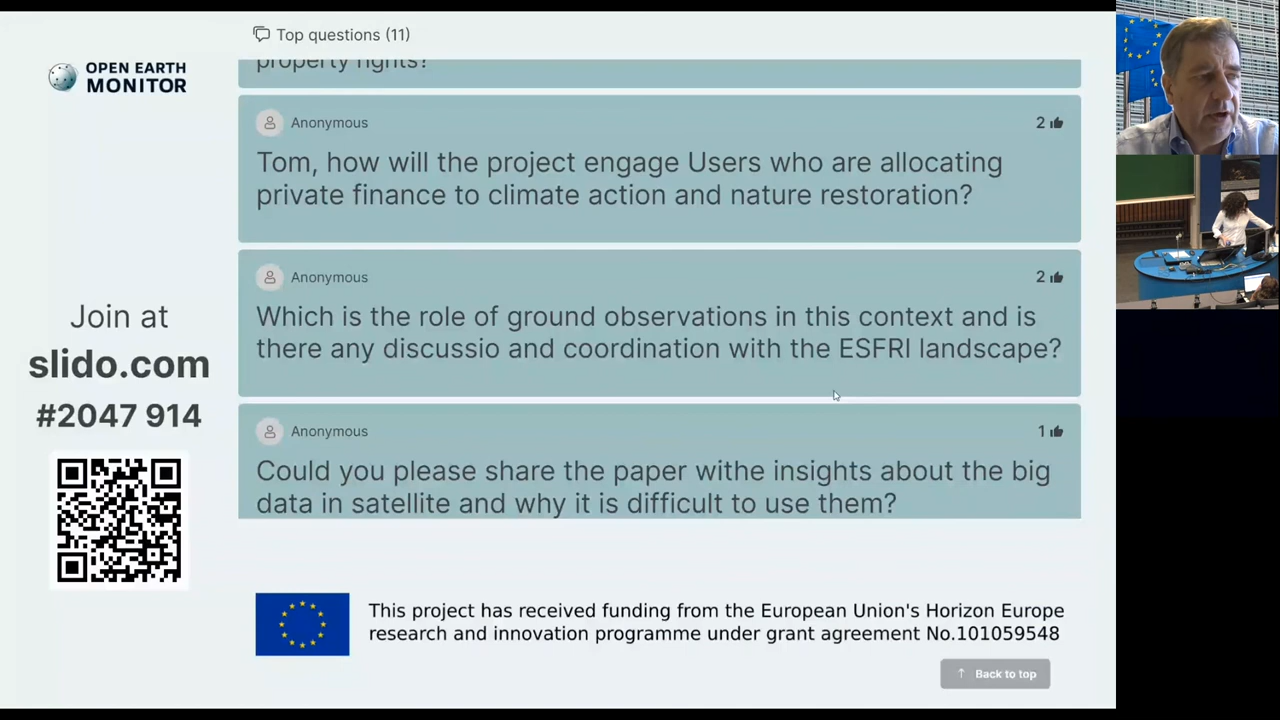 Top questions (11)
OPEN EARTH
MONITOR
property rights?
Anonymous
2
Tom, how will the project engage Users who are allocating
private finance to climate action and nature restoration?
Anonymous
2
Which is the role of ground observations in this context and is
there any discussio and coordination with the ESFRI landscape?
Anonymous
1
Could you please share the paper withe insights about the big
data in satellite and why it is difficult to use them?
Join at
slido.com
#2047 914
This project has received funding from the European Union's Horizon Europe
research and innovation programme under grant agreement No.101059548
↑ Back to top